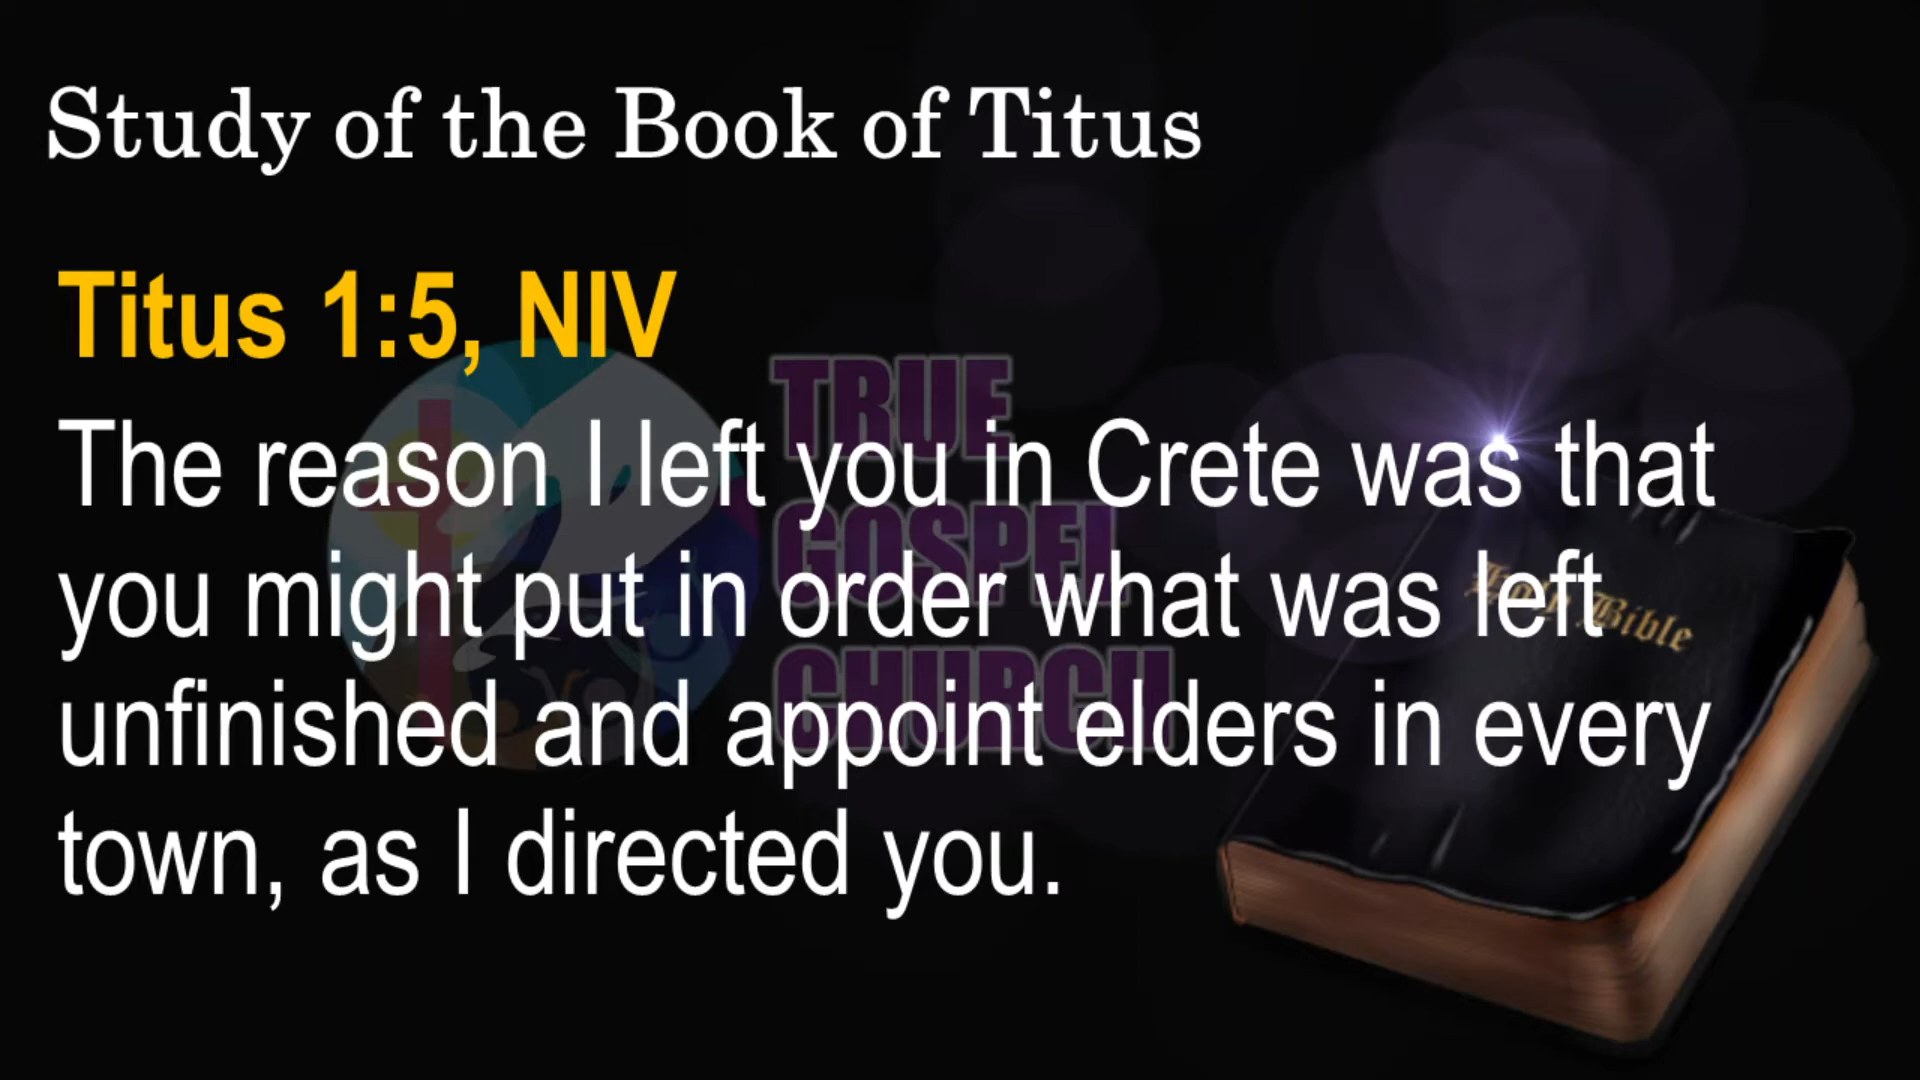 Study of the Book of Titus
Titus 1:5, NIV
The reason I left you in Crete was that
you might put in order what was left
unfinished and appoint elders in every
town, as I directed you.
TRUE
GOSPEL
CHURCH
Holy Bible